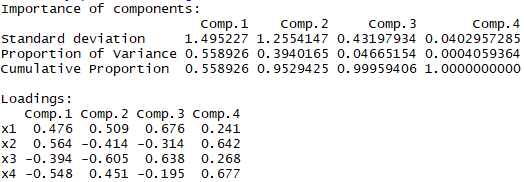 Importance of components:
Comp.1 Comp.2 Comp.3 Comp.4
Standard deviation 1.495227 1.2554147 0.43197934 0.0402957285
Proportion of Variance 0.558926 0.3940165 0.04665154 0.0004059364
Cumulative Proportion 0.558926 0.9529425 0.99959406 1.0000000000
Loadings:
Comp.1 Comp.2 Comp.3 Comp.4
x1 0.476 0.509 0.676 0.241
x2 0.564 -0.414 -0.314 0.642
x3 -0.394 -0.605 0.638 0.268
x4 -0.548 0.451 -0.195 0.677